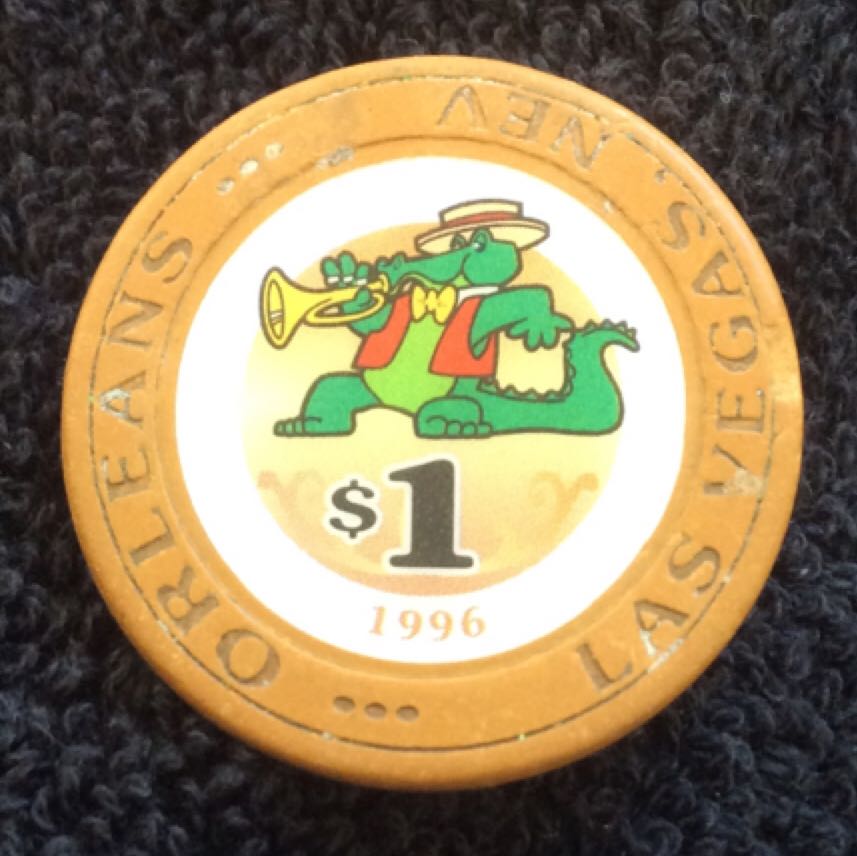 ORLEANS
LAS VEGAS, NEV
$1
1996